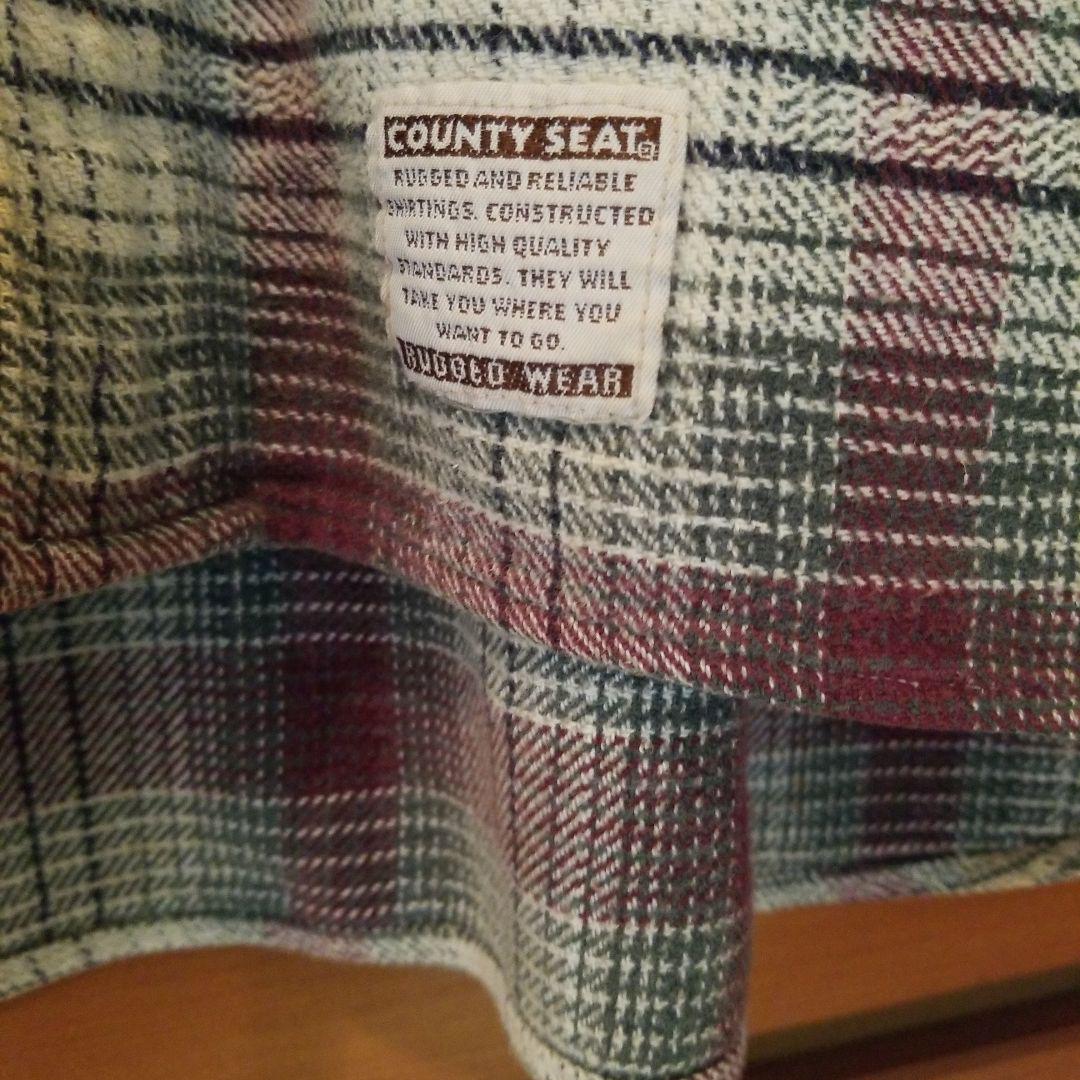 COUNTY SEAT®
RUGGED AND RELIABLE
SHIRTINGS. CONSTRUCTED
WITH HIGH QUALITY
STANDARDS. THEY WILL
TAKE YOU WHERE YOU
WANT TO GO.
RUGGED WEAR